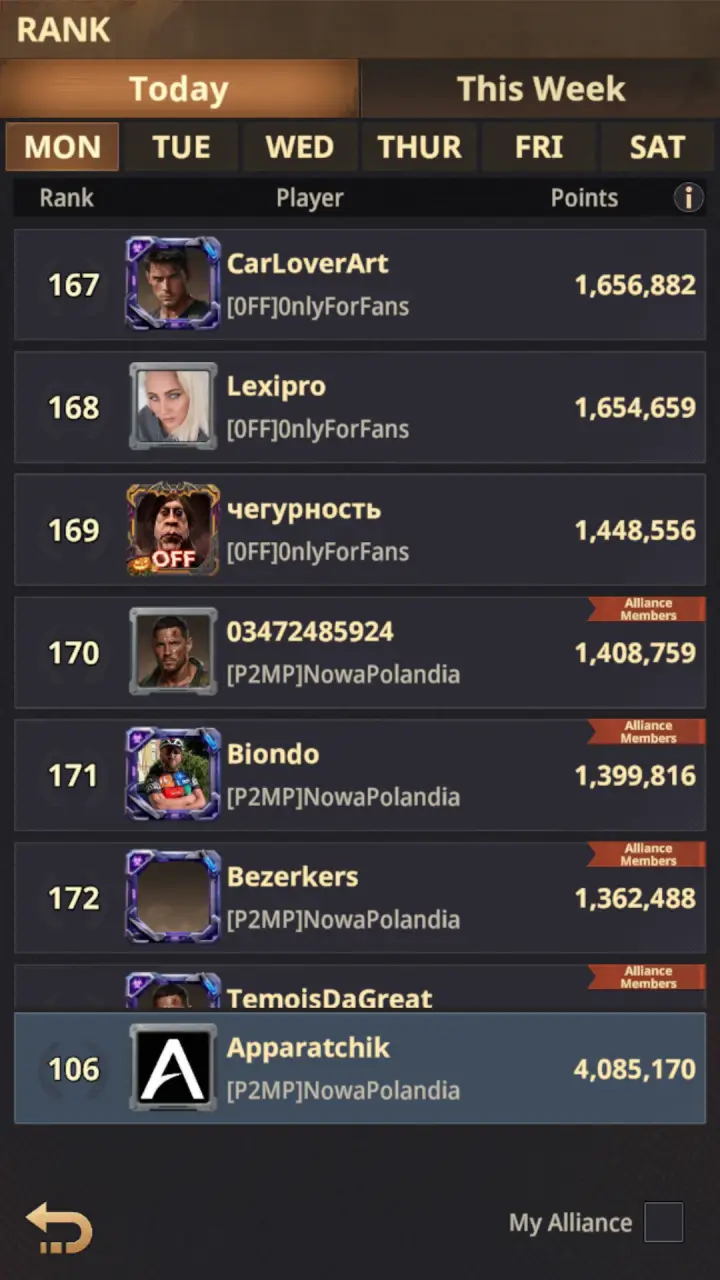 RANK
Today
This Week
MON
TUE
WED
THUR
FRI
SAT
Rank
Player
Points
i
167
CarLoverArt
[0FF]0nlyForFans
1,656,882
168
Lexipro
[0FF]0nlyForFans
1,654,659
169
OFF
чегурность
[0FF]0nlyForFans
1,448,556
170
03472485924
[P2MP]NowaPolandia
Alliance
Members
1,408,759
171
Biondo
[P2MP]NowaPolandia
Alliance
Members
1,399,816
172
Bezerkers
[P2MP]NowaPolandia
Alliance
Members
1,362,488
TemoisDaGreat
Alliance
Members
106
Apparatchik
[P2MP]NowaPolandia
4,085,170
My Alliance